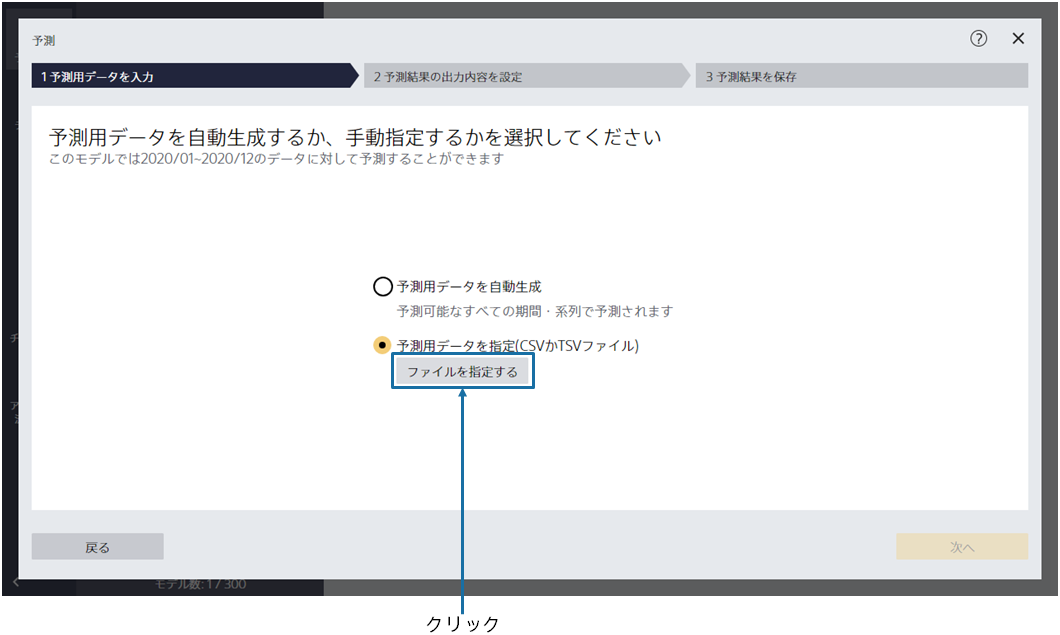 予測
1 予測用データを入力
2 予測結果の出力内容を設定
3 予測結果を保存
予測用データを自動生成するか、手動指定するかを選択してください
このモデルでは2020/01~2020/12のデータに対して予測することができます
予測用データを自動生成
予測可能なすべての期間・系列で予測されます
予測用データを指定(CSVかTSVファイル)
ファイルを指定する
戻る
次へ
モデル数: 1 / 300
クリック